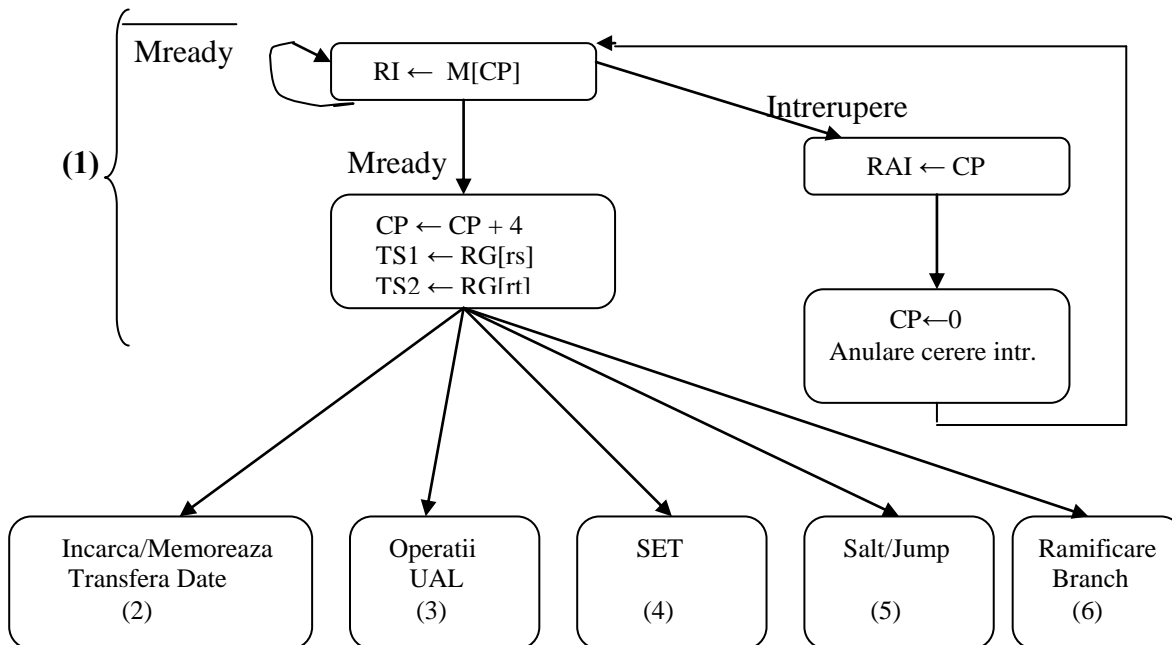 Mready
RI ← M[CP]
Intrerupere
(1)
Mready
RAI ← CP
CP ← CP + 4
TS1 ← RG[rs]
TS2 ← RG[rt]
CP←0
Anulare cerere intr.
Incarca/Memoreaza
Transfera Date
(2)
Operatii
UAL
(3)
SET
(4)
Salt/Jump
(5)
Ramificare
Branch
(6)